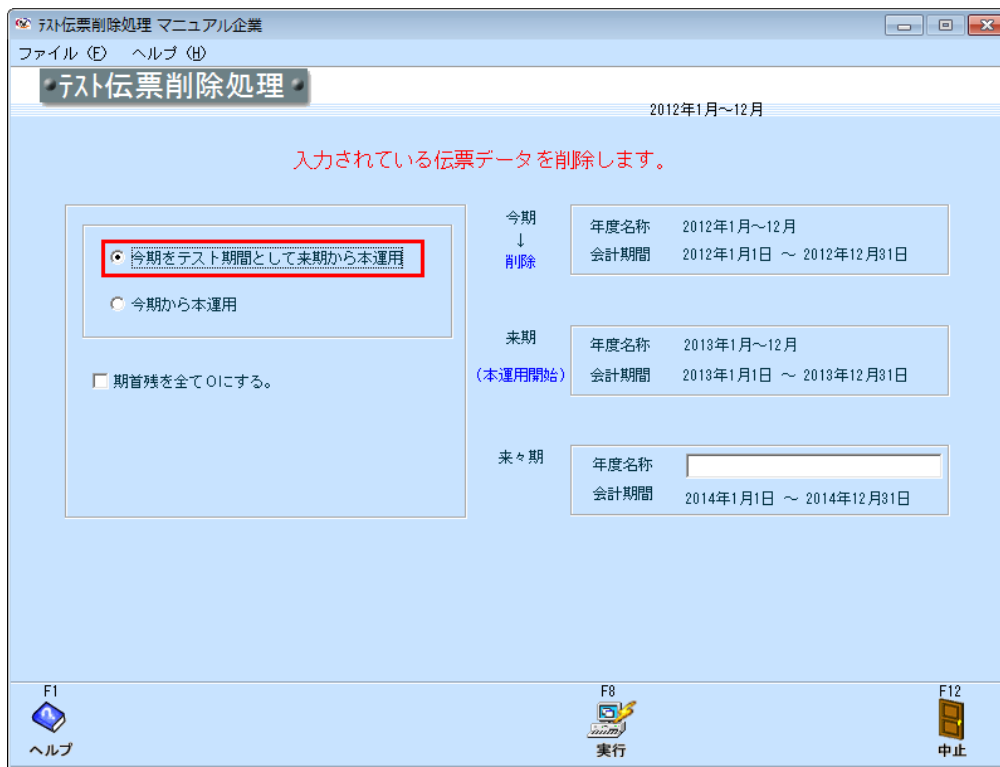 ﾃｽﾄ伝票削除処理 マニュアル企業
ファイル (F) ヘルプ (H)
ﾃｽﾄ伝票削除処理
2012年1月～12月
入力されている伝票データを削除します。
今期をテスト期間として来期から本運用
今期から本運用
期首残を全て０にする。
今期
↓
削除
年度名称 2012年1月～12月
会計期間 2012年1月1日 ～ 2012年12月31日
来期
(本運用開始)
年度名称 2013年1月～12月
会計期間 2013年1月1日 ～ 2013年12月31日
来々期
年度名称
会計期間 2014年1月1日 ～ 2014年12月31日
F1 F8 F12
ヘルプ 実行 中止